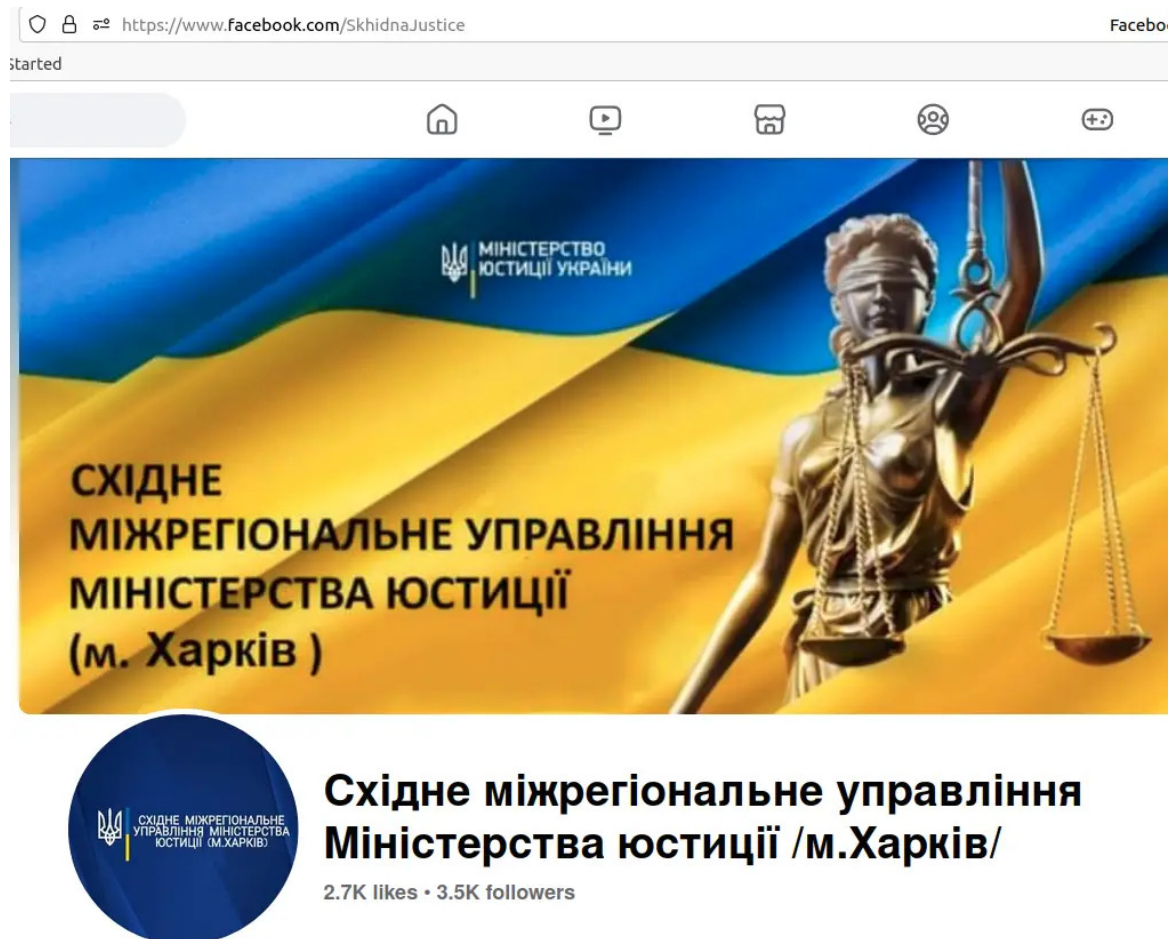 https://www.facebook.com/SkhidnaJustice
Facebo
Started
МІНІСТЕРСТВО
ЮСТИЦІЇ УКРАЇНИ
СХІДНЕ
МІЖРЕГІОНАЛЬНЕ УПРАВЛІННЯ
МІНІСТЕРСТВА ЮСТИЦІЇ
(м. Харків )
СХІДНЕ МІЖРЕГІОНАЛЬНЕ
УПРАВЛІННЯ МІНІСТЕРСТВА
ЮСТИЦІЇ (М.ХАРКІВ)
Східне міжрегіональне управління
Міністерства юстиції /м.Харків/
2.7K likes • 3.5K followers